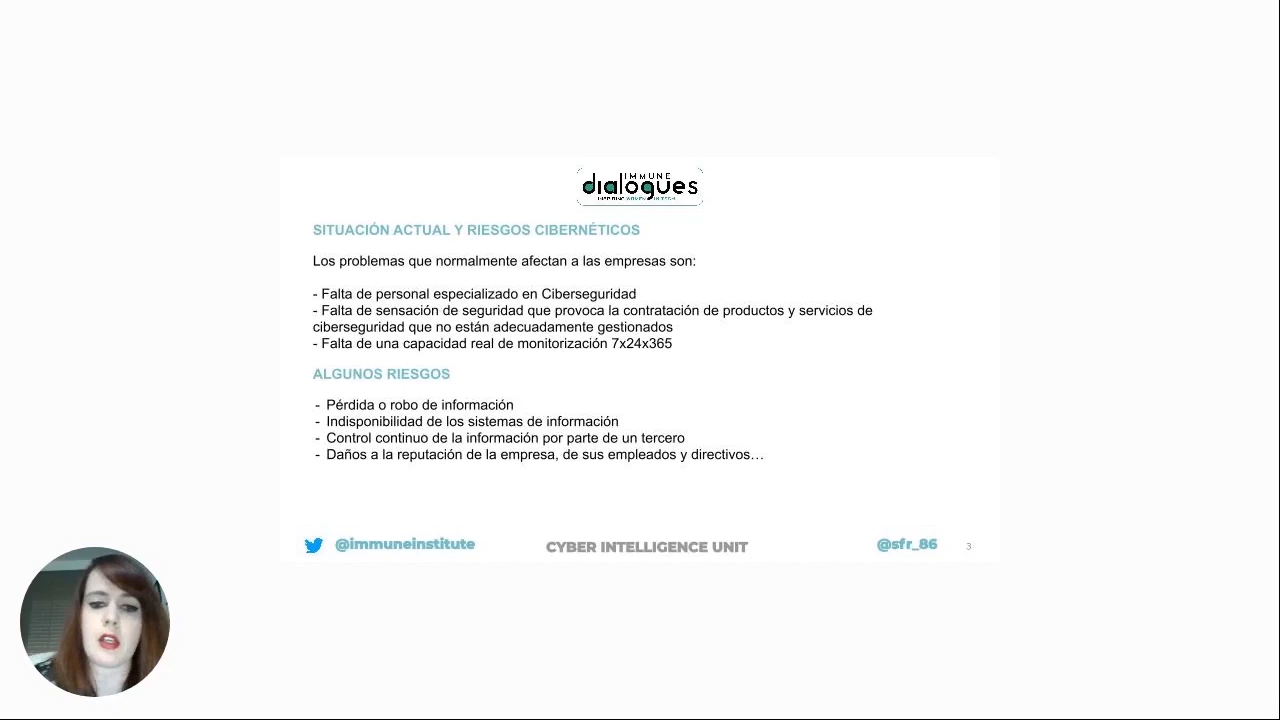 IMMUNE
dialogues
INSPIRING WOMEN IN TECH
SITUACIÓN ACTUAL Y RIESGOS CIBERNÉTICOS
Los problemas que normalmente afectan a las empresas son:
- Falta de personal especializado en Ciberseguridad
- Falta de sensación de seguridad que provoca la contratación de productos y servicios de
ciberseguridad que no están adecuadamente gestionados
- Falta de una capacidad real de monitorización 7x24x365
ALGUNOS RIESGOS
- Pérdida o robo de información
- Indisponibilidad de los sistemas de información
- Control continuo de la información por parte de un tercero
- Daños a la reputación de la empresa, de sus empleados y directivos…
@immuneinstitute
CYBER INTELLIGENCE UNIT
@sfr_86
3